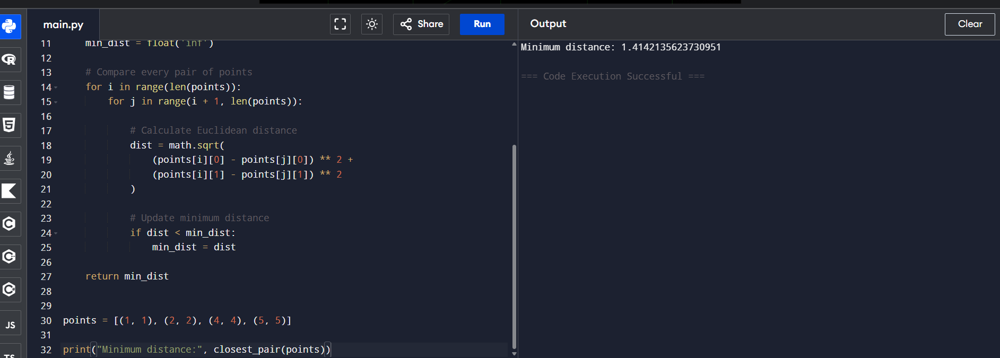 main.py
Share
Run
Output
Clear
11 min_dist = float('inf')
12
13 # Compare every pair of points
14 for i in range(len(points)):
15 for j in range(i + 1, len(points)):
16
17 # Calculate Euclidean distance
18 dist = math.sqrt(
19 (points[i][0] - points[j][0]) ** 2 +
20 (points[i][1] - points[j][1]) ** 2
21 )
22
23 # Update minimum distance
24 if dist < min_dist:
25 min_dist = dist
26
27 return min_dist
28
29
30 points = [(1, 1), (2, 2), (4, 4), (5, 5)]
31
32 print("Minimum distance:", closest_pair(points))
Minimum distance: 1.4142135623730951
=== Code Execution Successful ===
R
5
C
C
C
JS
TS